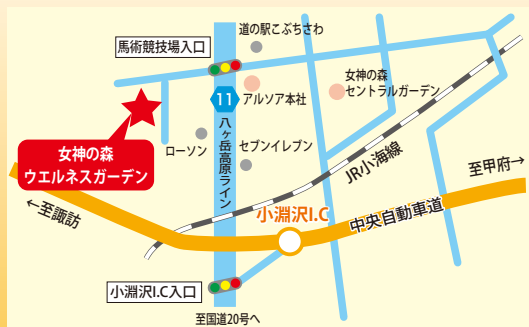 道の駅こぶちさわ
馬術競技場入口
11
アルソア本社
女神の森
セントラルガーデン
八ヶ岳高原ライン
ローソン
セブンイレブン
女神の森
ウエルネスガーデン
JR小海線
至甲府→
←至諏訪
小淵沢I.C
中央自動車道
小淵沢I.C入口
至国道20号へ